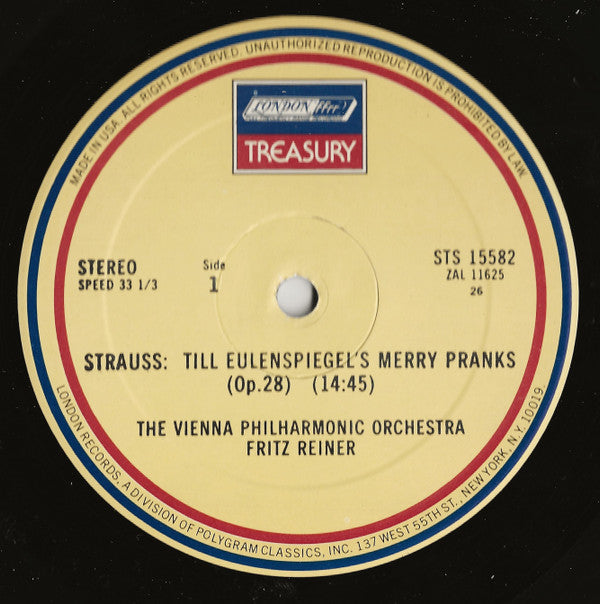 MADE IN USA. ALL RIGHTS RESERVED. UNAUTHORIZED REPRODUCTION IS PROHIBITED BY LAW.
LONDON ffrr
TREASURY
STEREO
SPEED 33 1/3
Side
1
STS 15582
ZAL 11625
26
STRAUSS: TILL EULENSPIEGEL'S MERRY PRANKS
(Op.28) (14:45)
THE VIENNA PHILHARMONIC ORCHESTRA
FRITZ REINER
LONDON RECORDS, A DIVISION OF POLYGRAM CLASSICS, INC. 137 WEST 55TH ST., NEW YORK, N.Y. 10019.